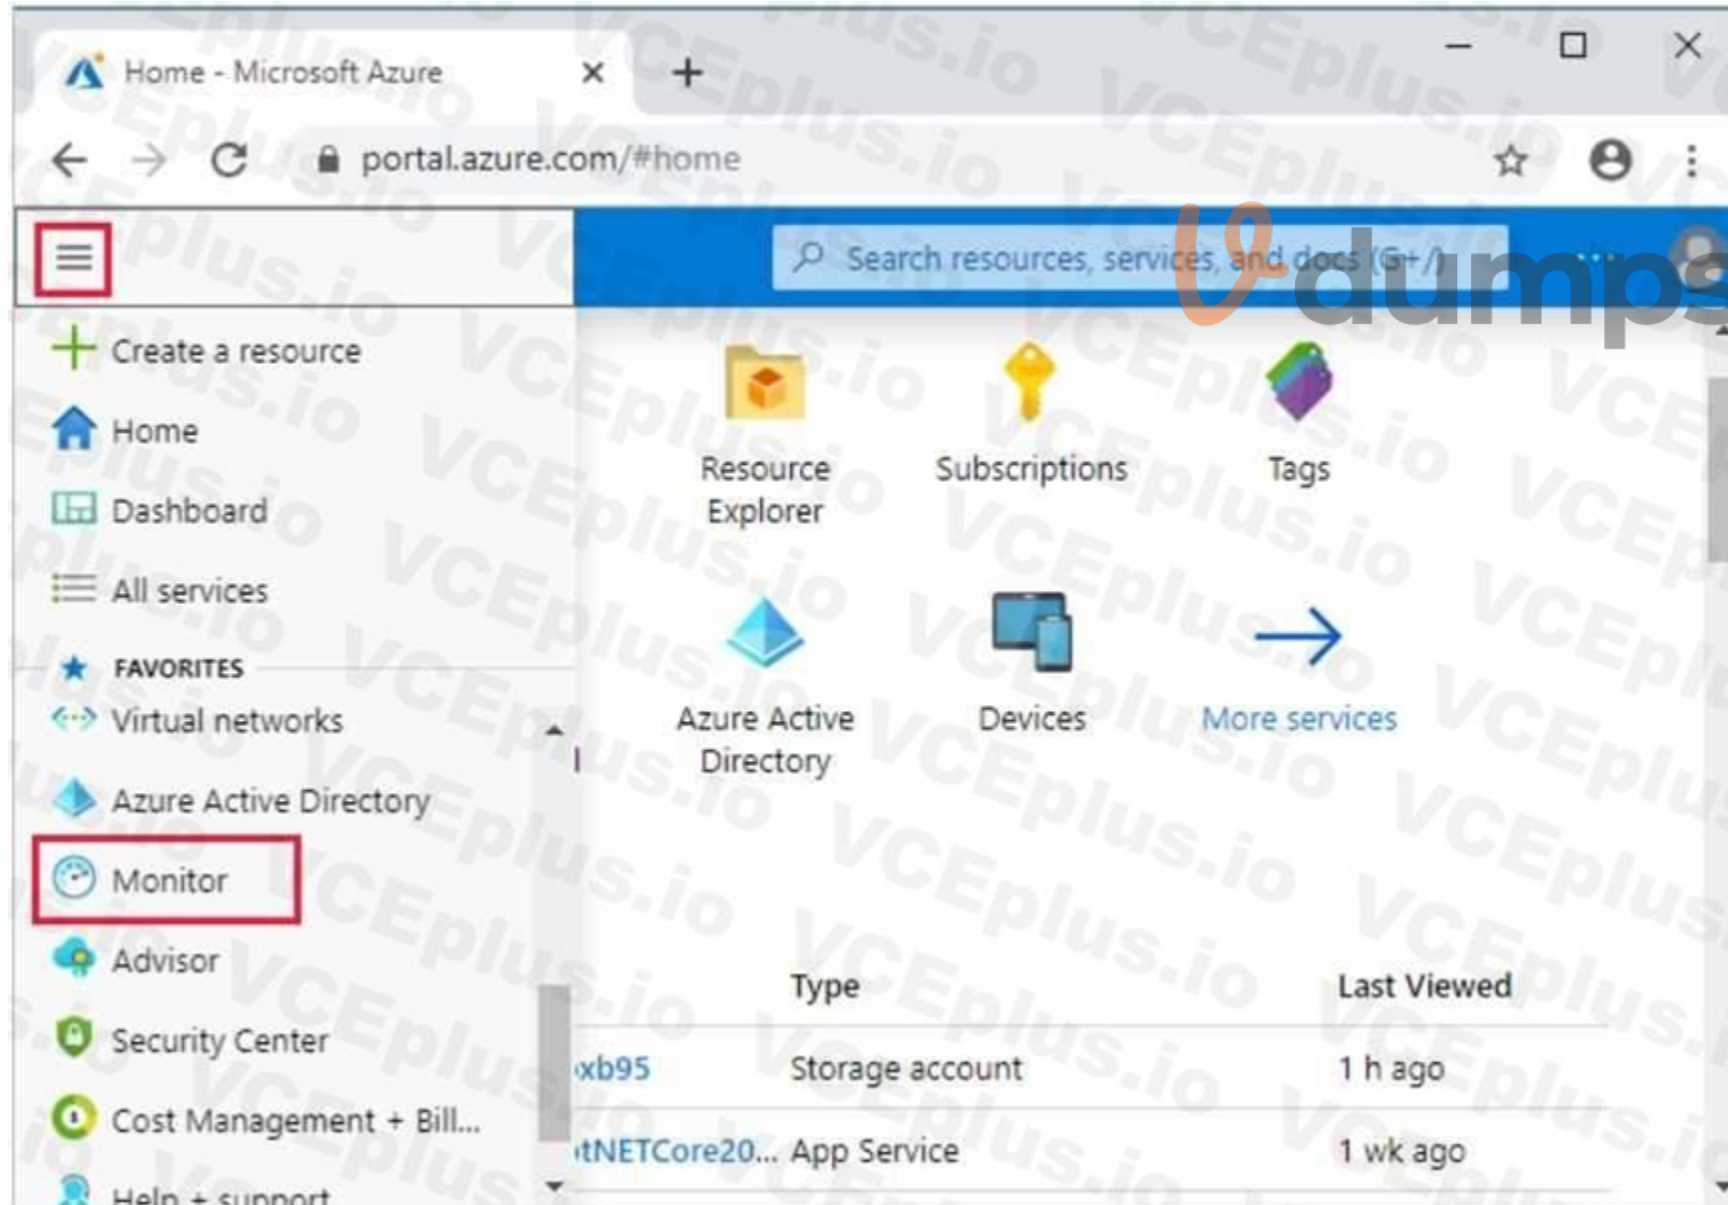 Home - Microsoft Azure
portal.azure.com/#home
Search resources, services, and docs (G+/)
Vdumps
Create a resource
Home
Dashboard
All services
FAVORITES
Virtual networks
Azure Active Directory
Monitor
Advisor
Security Center
Cost Management + Bill...
Help + support
Resource
Explorer
Subscriptions
Tags
Azure Active
Directory
Devices
More services
Type
Last Viewed
xb95
Storage account
1 h ago
tNETCore20...
App Service
1 wk ago
VCEplus.io